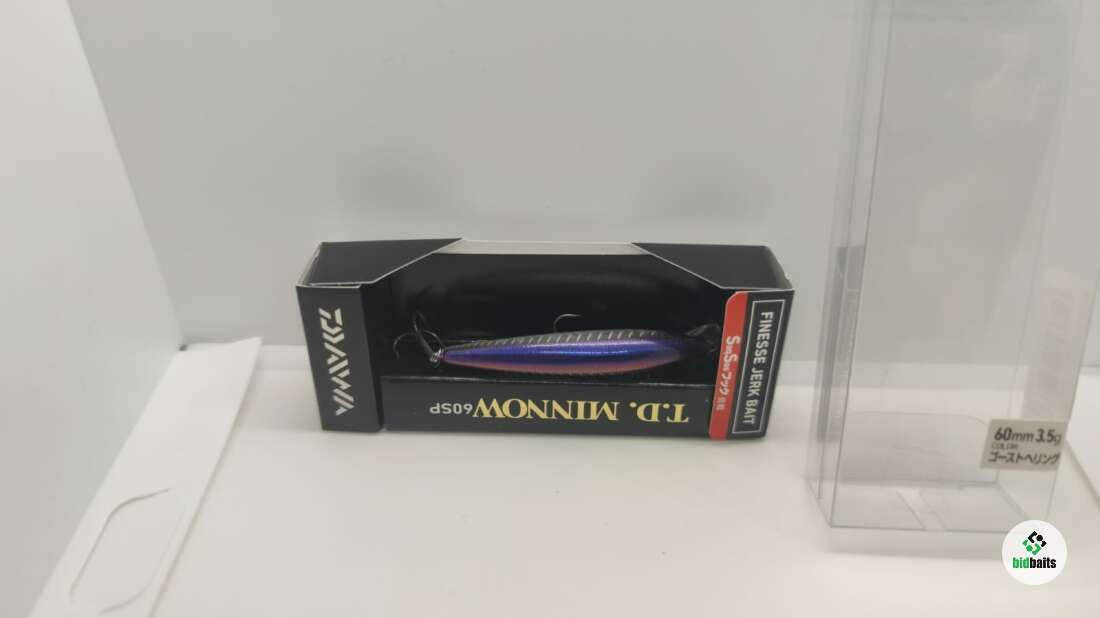 DAIWA
T.D. MINNOW 60SP
SaqSasフック 搭載
FINESSE JERK BAIT
60mm 3.5g
COLOR:
ゴーストヘリング
bidbaits